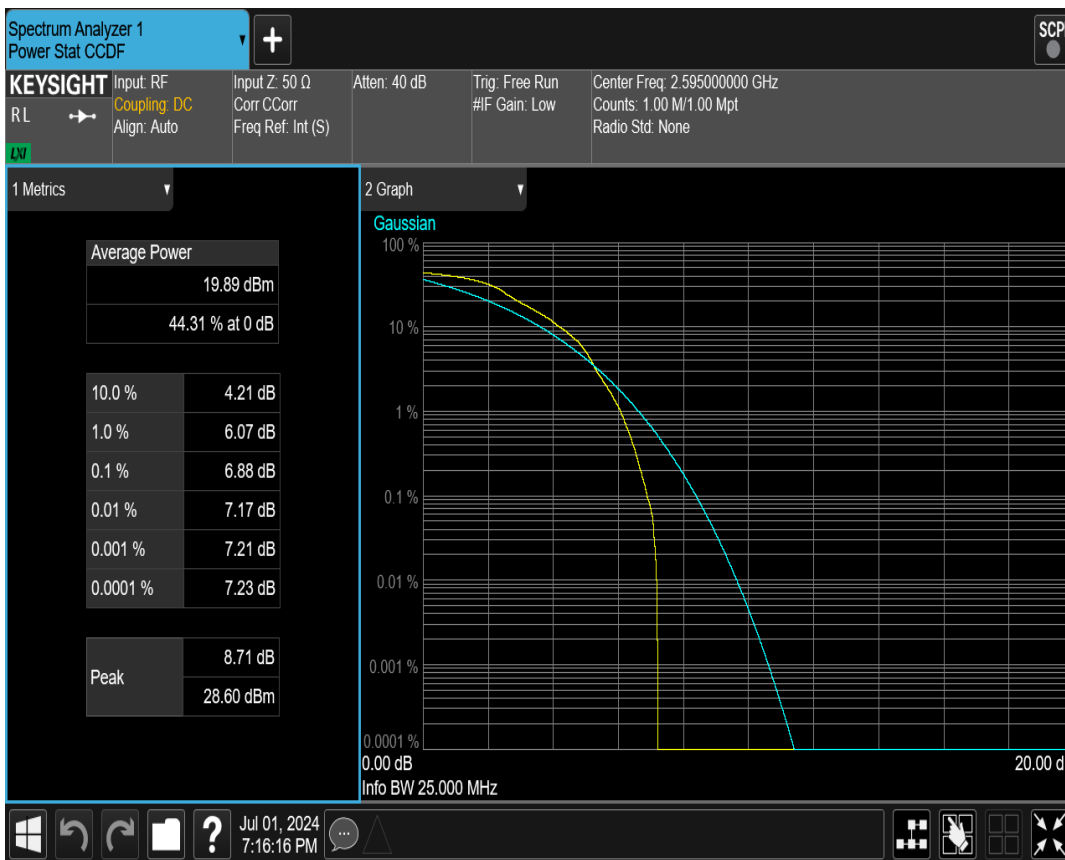 Spectrum Analyzer 1
Power Stat CCDF
+
SCP
KEYSIGHT
RL
LXI
Input: RF
Coupling: DC
Align: Auto
Input Z: 50 Ω
Corr CCorr
Freq Ref: Int (S)
Atten: 40 dB
Trig: Free Run
#IF Gain: Low
Center Freq: 2.595000000 GHz
Counts: 1.00 M/1.00 Mpt
Radio Std: None
1 Metrics
Average Power
19.89 dBm
44.31 % at 0 dB
10.0 % 4.21 dB
1.0 % 6.07 dB
0.1 % 6.88 dB
0.01 % 7.17 dB
0.001 % 7.21 dB
0.0001 % 7.23 dB
Peak
8.71 dB
28.60 dBm
2 Graph
Gaussian
100 %
10 %
1 %
0.1 %
0.01 %
0.001 %
0.0001 %
0.00 dB
20.00 d
Info BW 25.000 MHz
?
Jul 01, 2024
7:16:16 PM